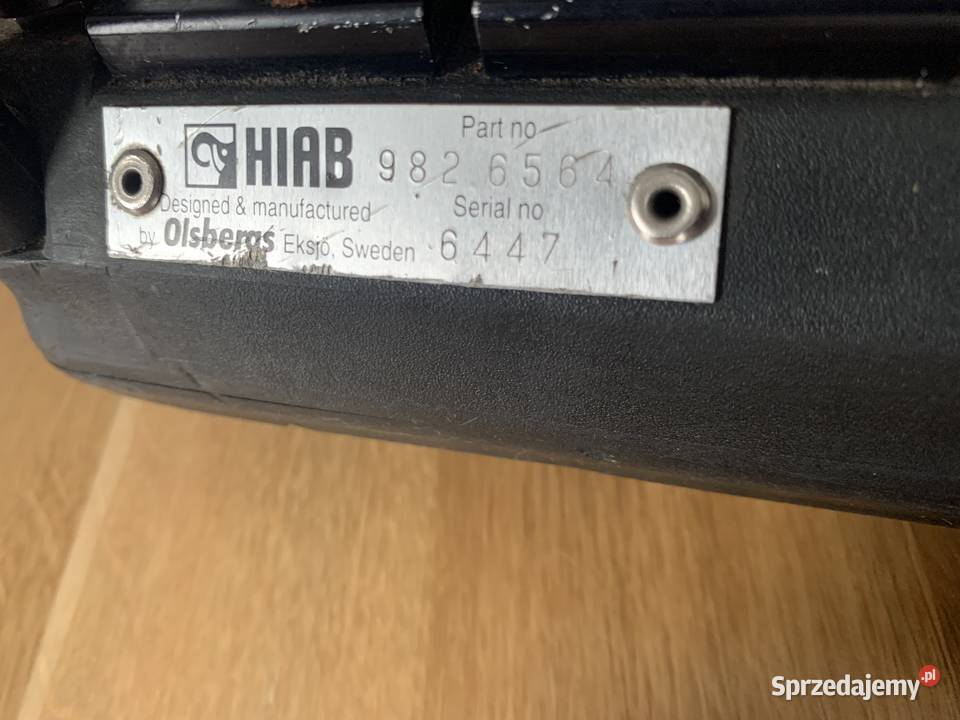 HIAB
Part no
982 6564
Designed & manufactured
by Olsbergs Eksjö, Sweden
Serial no
6447
Sprzedajemy.pl